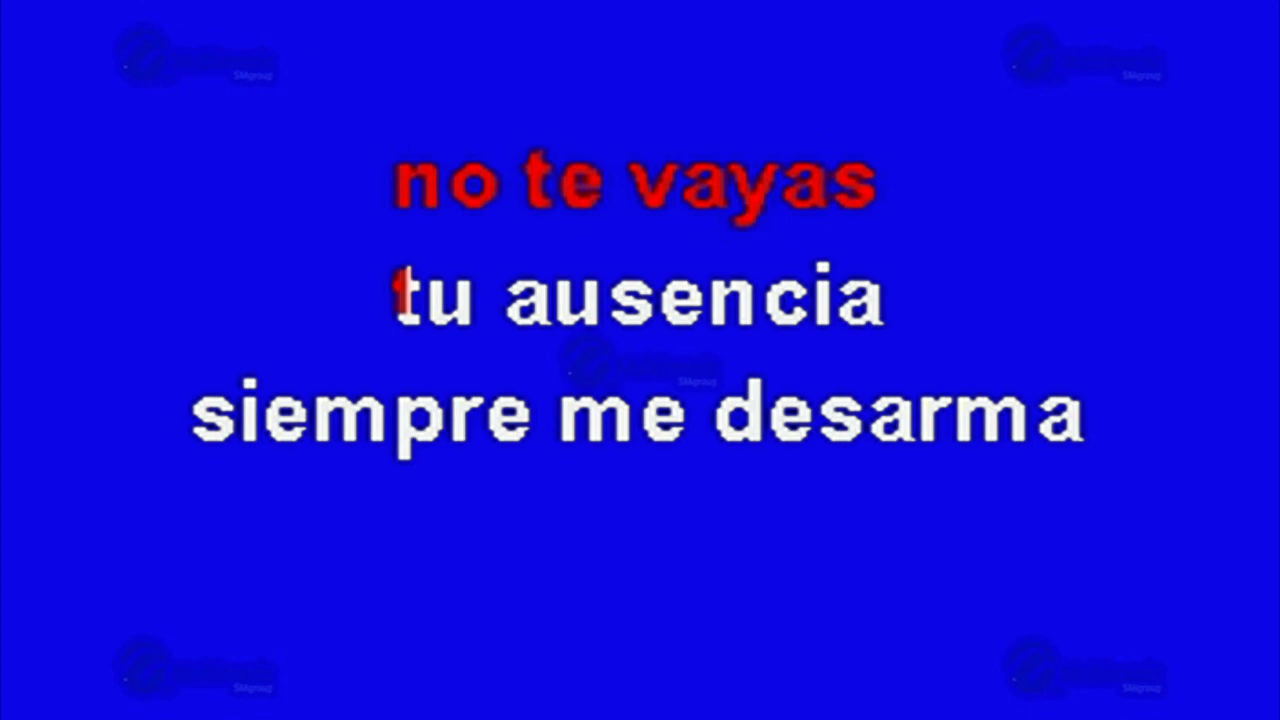 no te vayas
tu ausencia
siempre me desarma